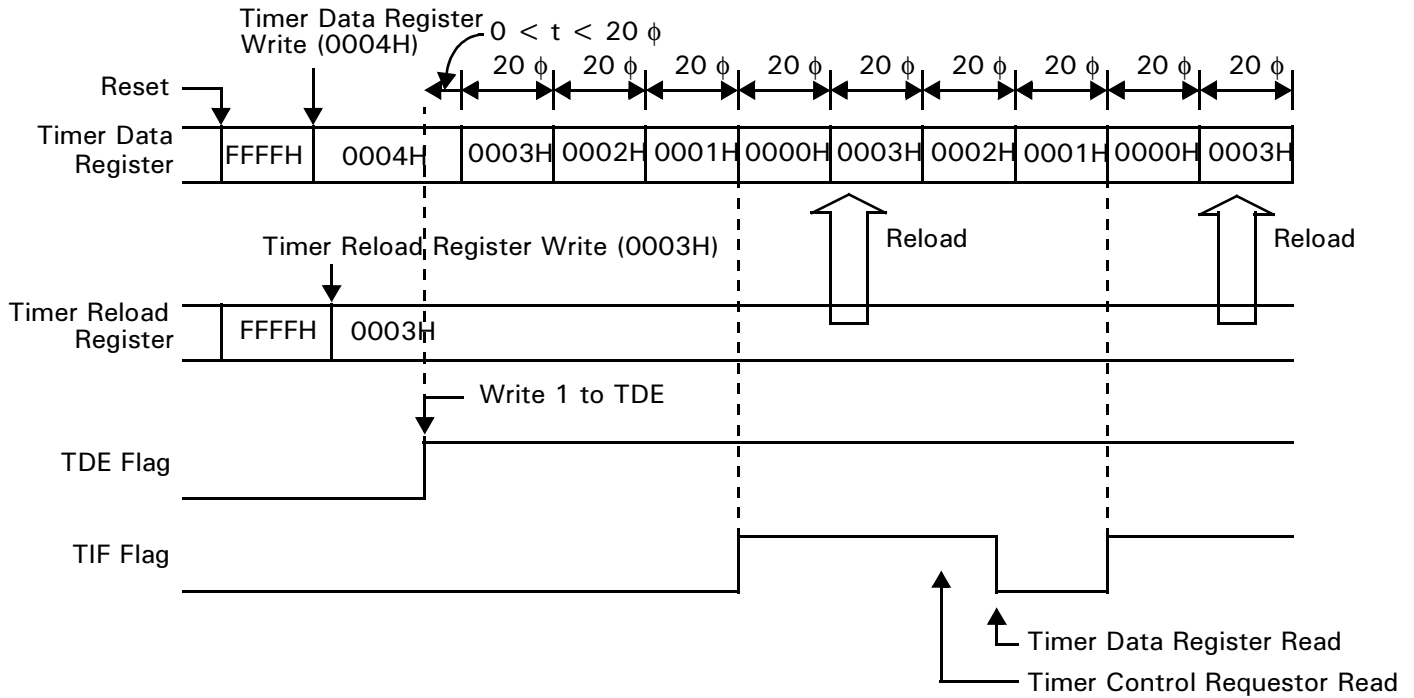 Timer Data Register
Write (0004H)
0 < t < 20 ϕ
20 ϕ 20 ϕ 20 ϕ 20 ϕ 20 ϕ 20 ϕ 20 ϕ 20 ϕ 20 ϕ
Reset
Timer Data
Register
FFFFH 0004H 0003H 0002H 0001H 0000H 0003H 0002H 0001H 0000H 0003H
Reload
Reload
Timer Reload Register Write (0003H)
Timer Reload
Register
FFFFH 0003H
Write 1 to TDE
TDE Flag
TIF Flag
Timer Data Register Read
Timer Control Requestor Read